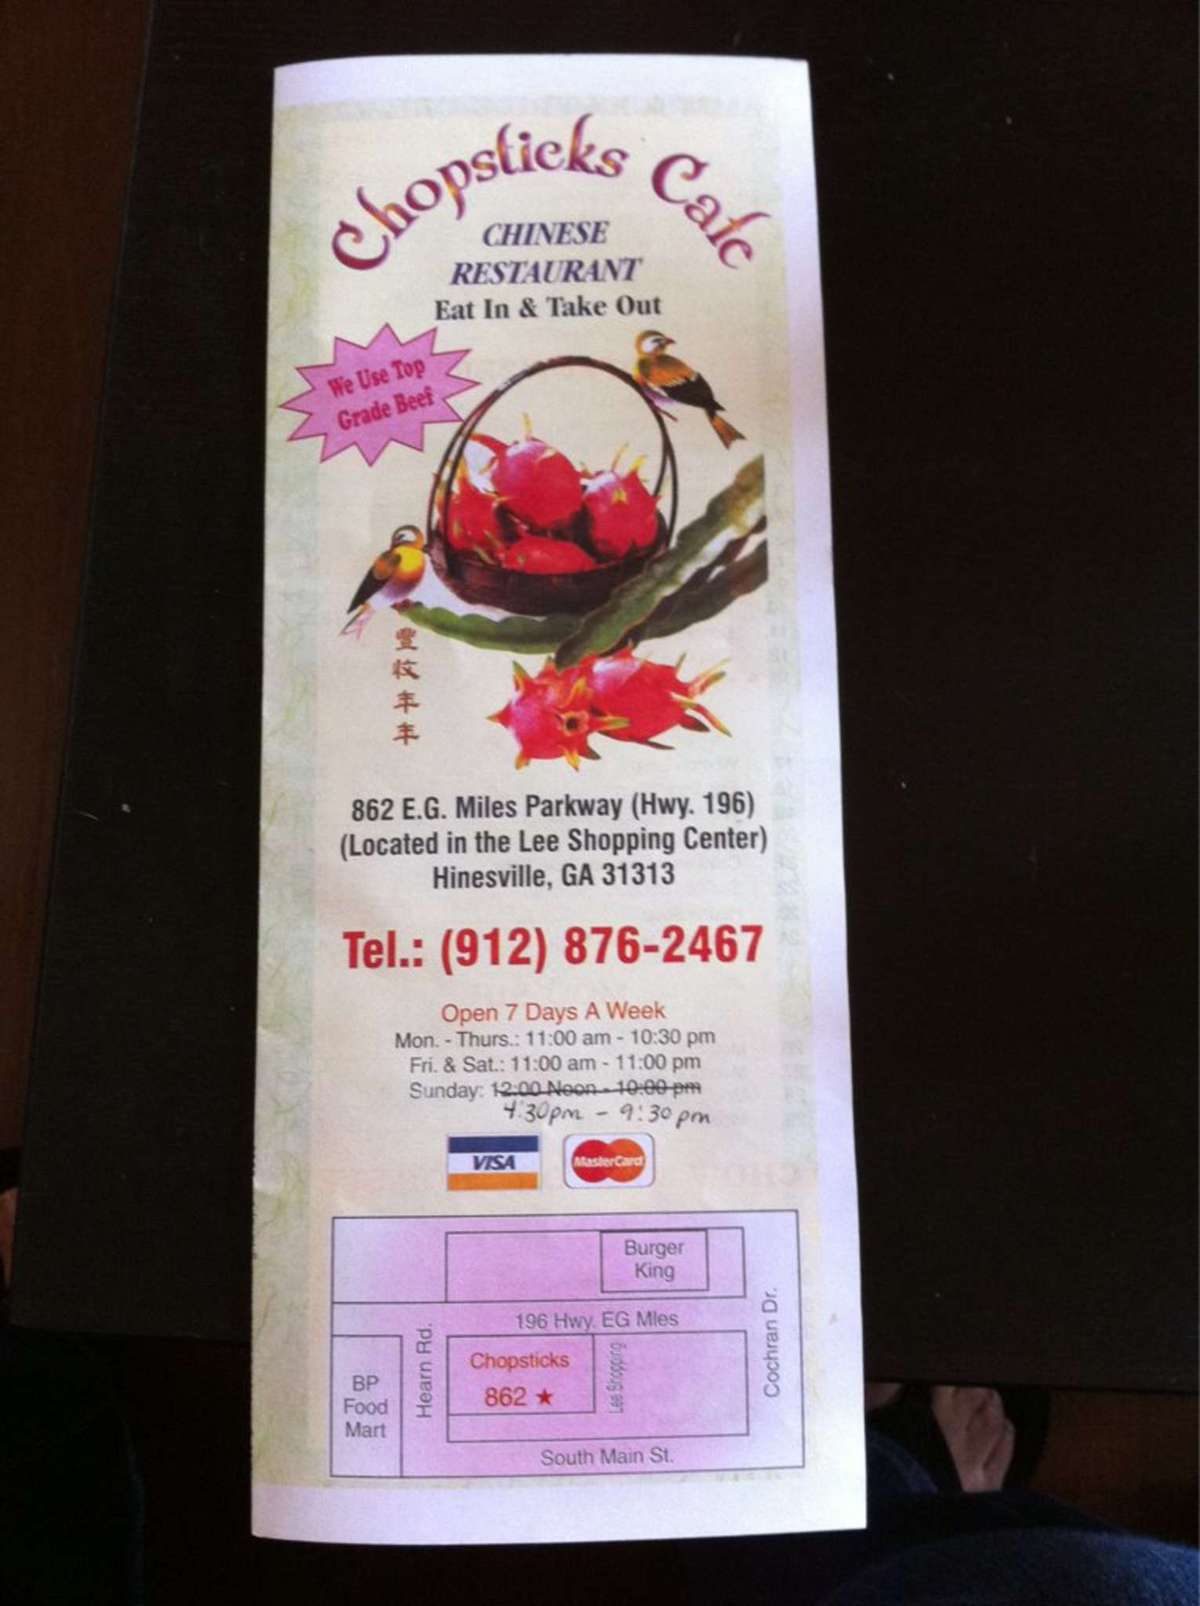 Chopsticks Cafe
CHINESE
RESTAURANT
Eat In & Take Out
We Use Top
Grade Beef
豐
收
年
年
862 E.G. Miles Parkway (Hwy. 196)
(Located in the Lee Shopping Center)
Hinesville, GA 31313
Tel.: (912) 876-2467
Open 7 Days A Week
Mon. - Thurs.: 11:00 am - 10:30 pm
Fri. & Sat.: 11:00 am - 11:00 pm
Sunday: 12:00 Noon - 10:00 pm
4:30pm - 9:30pm
VISA
MasterCard
Burger
King
196 Hwy. EG Mles
Hearn Rd.
Cochran Dr.
Chopsticks
862 ★
Lee Shopping
BP
Food
Mart
South Main St.